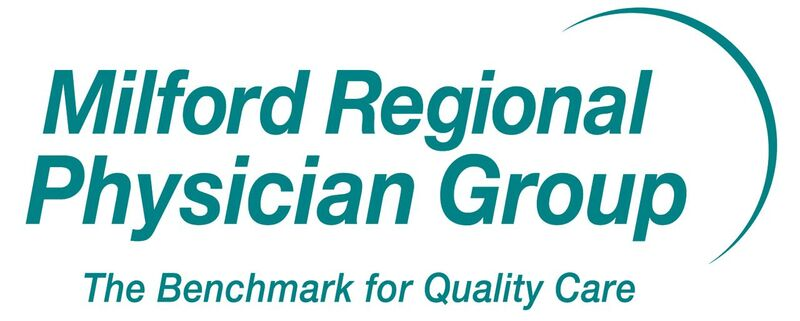 Milford Regional
Physician Group
The Benchmark for Quality Care